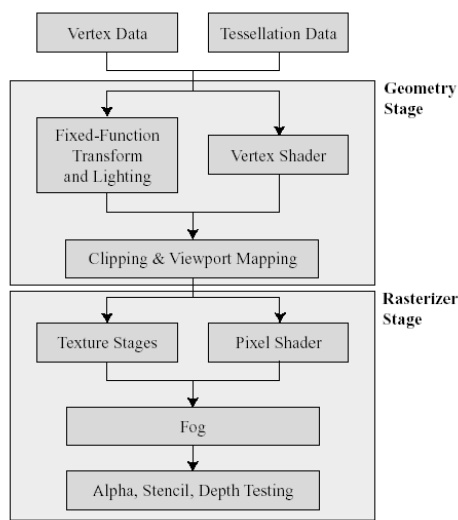 Vertex Data
Tessellation Data
Geometry
Stage
Fixed-Function
Transform
and Lighting
Vertex Shader
Clipping & Viewport Mapping
Rasterizer
Stage
Texture Stages
Pixel Shader
Fog
Alpha, Stencil, Depth Testing